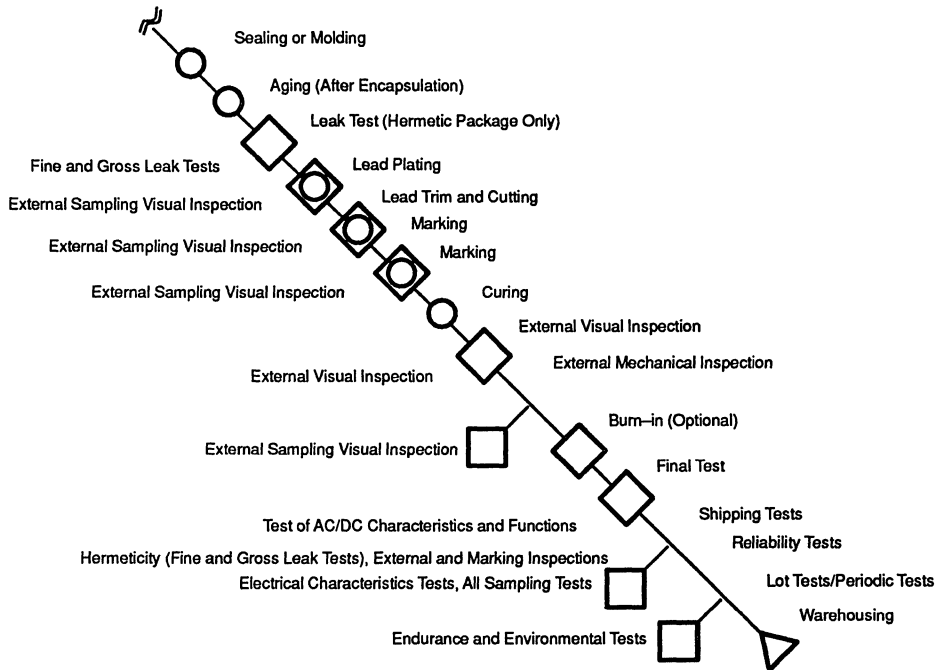 Sealing or Molding
Aging (After Encapsulation)
Leak Test (Hermetic Package Only)
Fine and Gross Leak Tests
Lead Plating
External Sampling Visual Inspection
Lead Trim and Cutting
Marking
External Sampling Visual Inspection
Marking
External Sampling Visual Inspection
Curing
External Visual Inspection
External Mechanical Inspection
External Visual Inspection
Burn–in (Optional)
External Sampling Visual Inspection
Final Test
Shipping Tests
Test of AC/DC Characteristics and Functions
Reliability Tests
Hermeticity (Fine and Gross Leak Tests), External and Marking Inspections
Electrical Characteristics Tests, All Sampling Tests
Lot Tests/Periodic Tests
Warehousing
Endurance and Environmental Tests